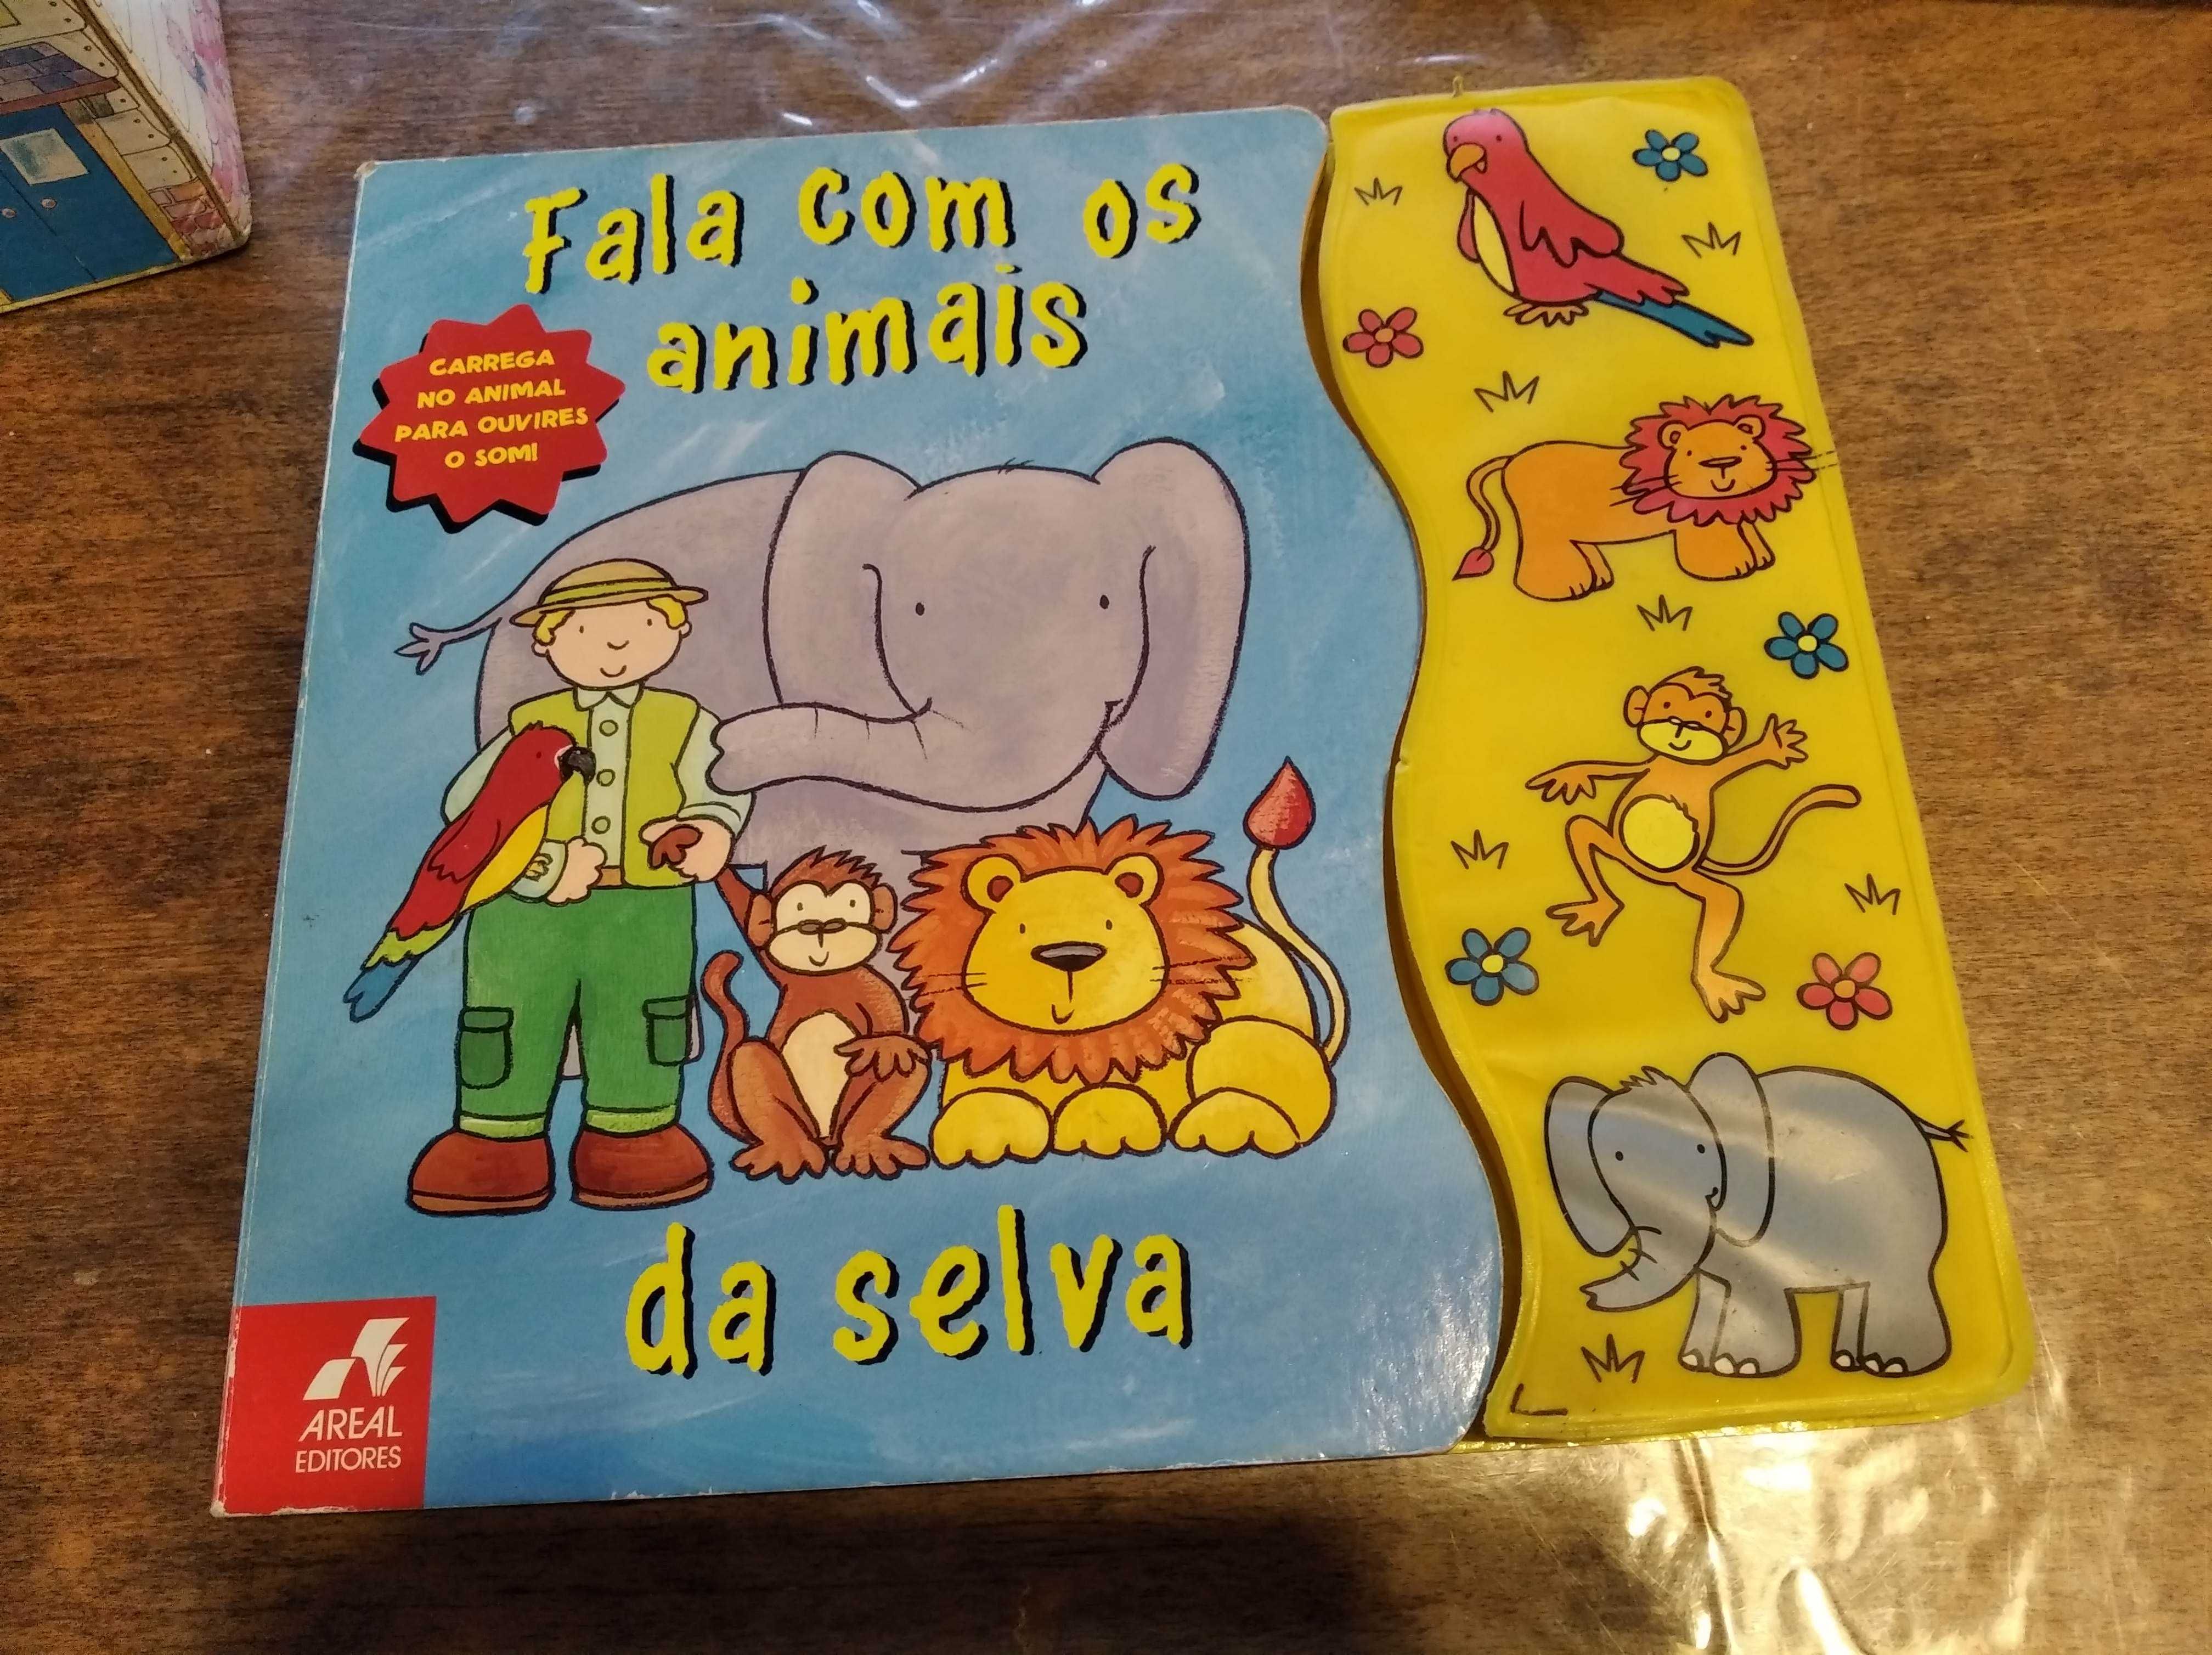 Fala com os
animais
CARREGA
NO ANIMAL
PARA OUVIRES
O SOM!
da selva
AREAL
EDITORES